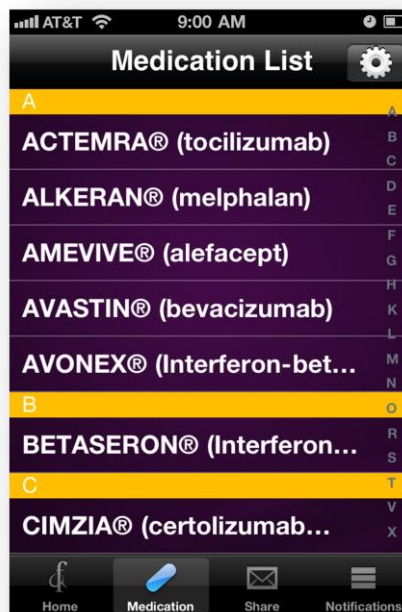 AT&T 9:00 AM
Medication List
A
ACTEMRA® (tocilizumab)
ALKERAN® (melphalan)
AMEVIVE® (alefacept)
AVASTIN® (bevacizumab)
AVONEX® (Interferon-bet...
B
BETASERON® (Interferon...
C
CIMZIA® (certolizumab...
A
B
C
D
E
F
G
H
K
L
M
N
O
R
S
T
V
X
Home Medication Share Notifications